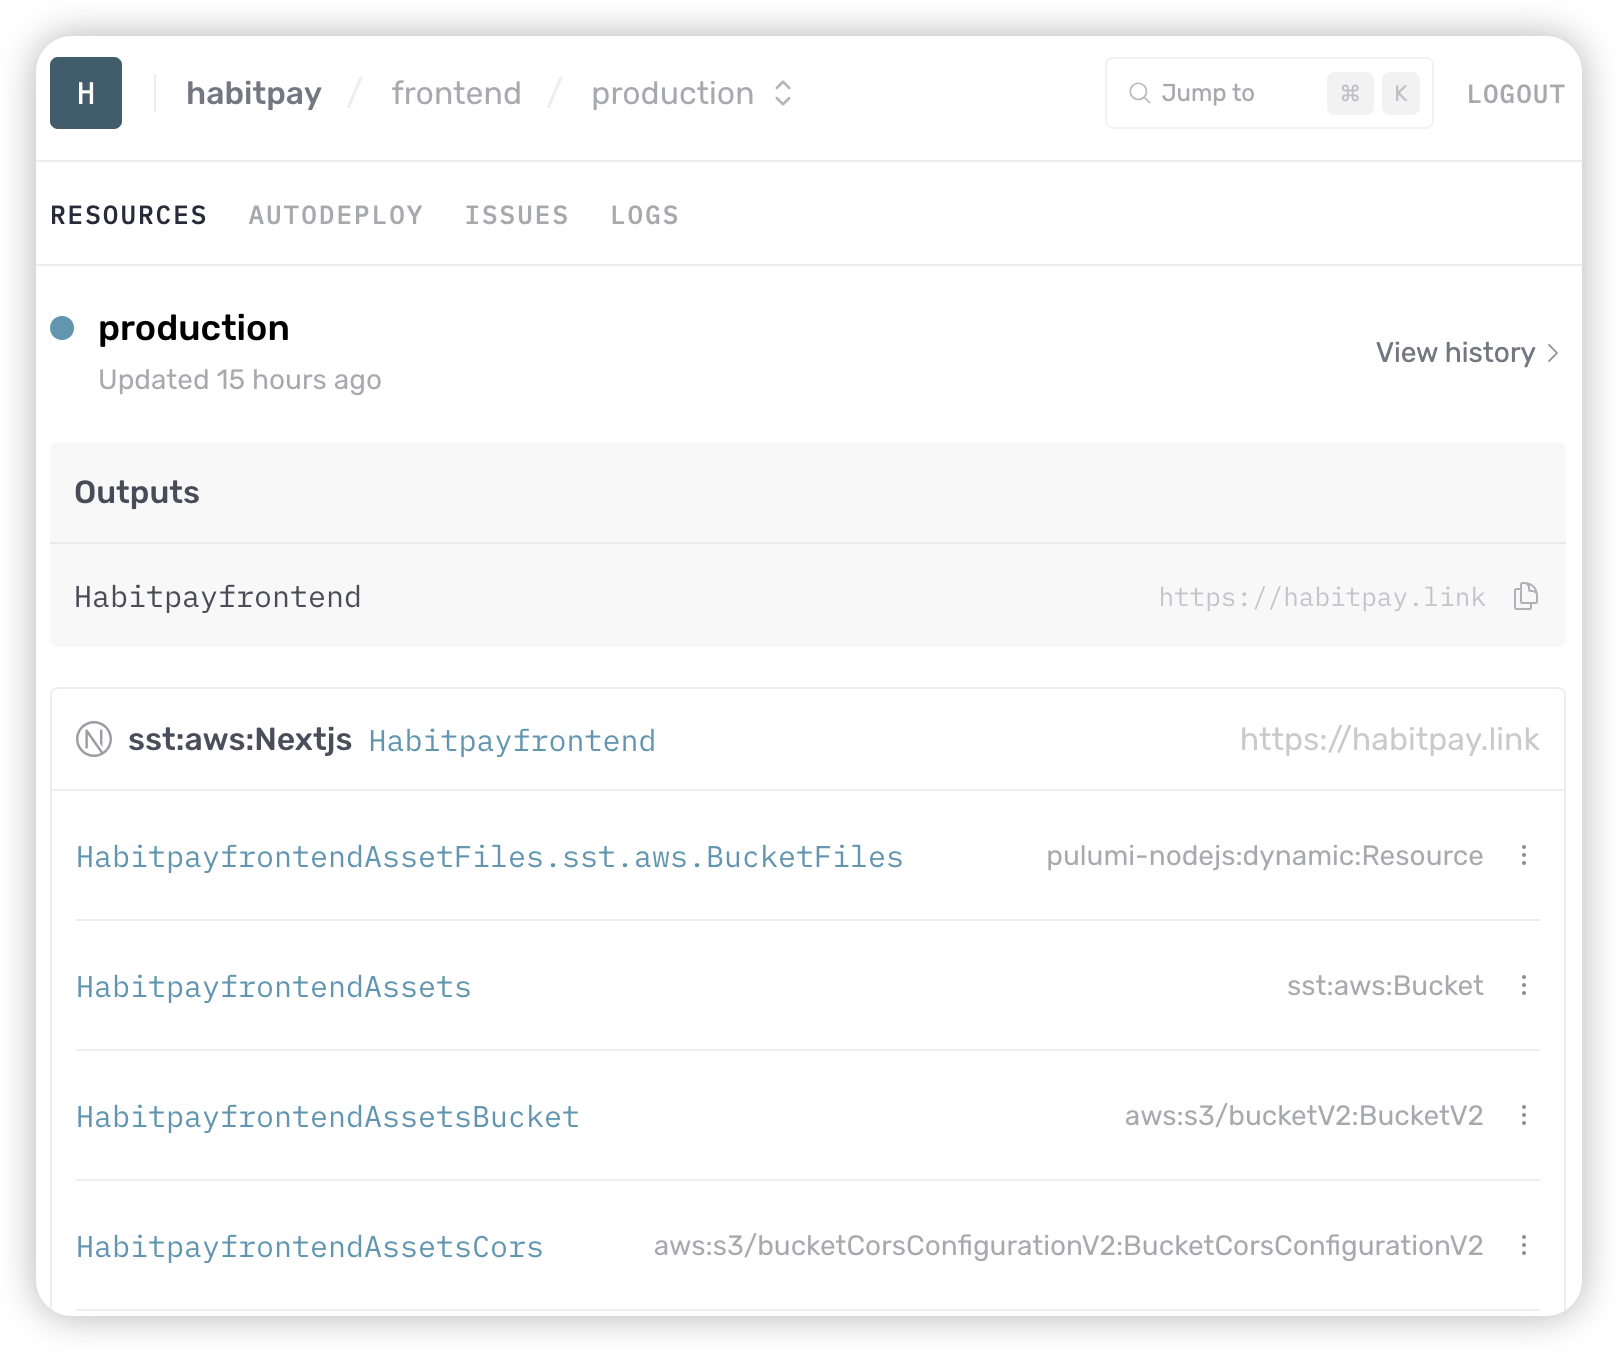 H habitpay / frontend / production Jump to ⌘ K LOGOUT
RESOURCES AUTODEPLOY ISSUES LOGS
production
Updated 15 hours ago
View history
Outputs
Habitpayfrontend https://habitpay.link
sst:aws:Nextjs Habitpayfrontend https://habitpay.link
HabitpayfrontendAssetFiles.sst.aws.BucketFiles pulumi-nodejs:dynamic:Resource
HabitpayfrontendAssets sst:aws:Bucket
HabitpayfrontendAssetsBucket aws:s3/bucketV2:BucketV2
HabitpayfrontendAssetsCors aws:s3/bucketCorsConfigurationV2:BucketCorsConfigurationV2